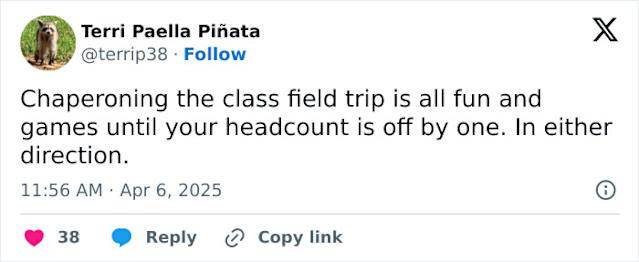 Terri Paella Piñata
@terrip38 · Follow
Chaperoning the class field trip is all fun and
games until your headcount is off by one. In either
direction.
11:56 AM · Apr 6, 2025
38 Reply Copy link